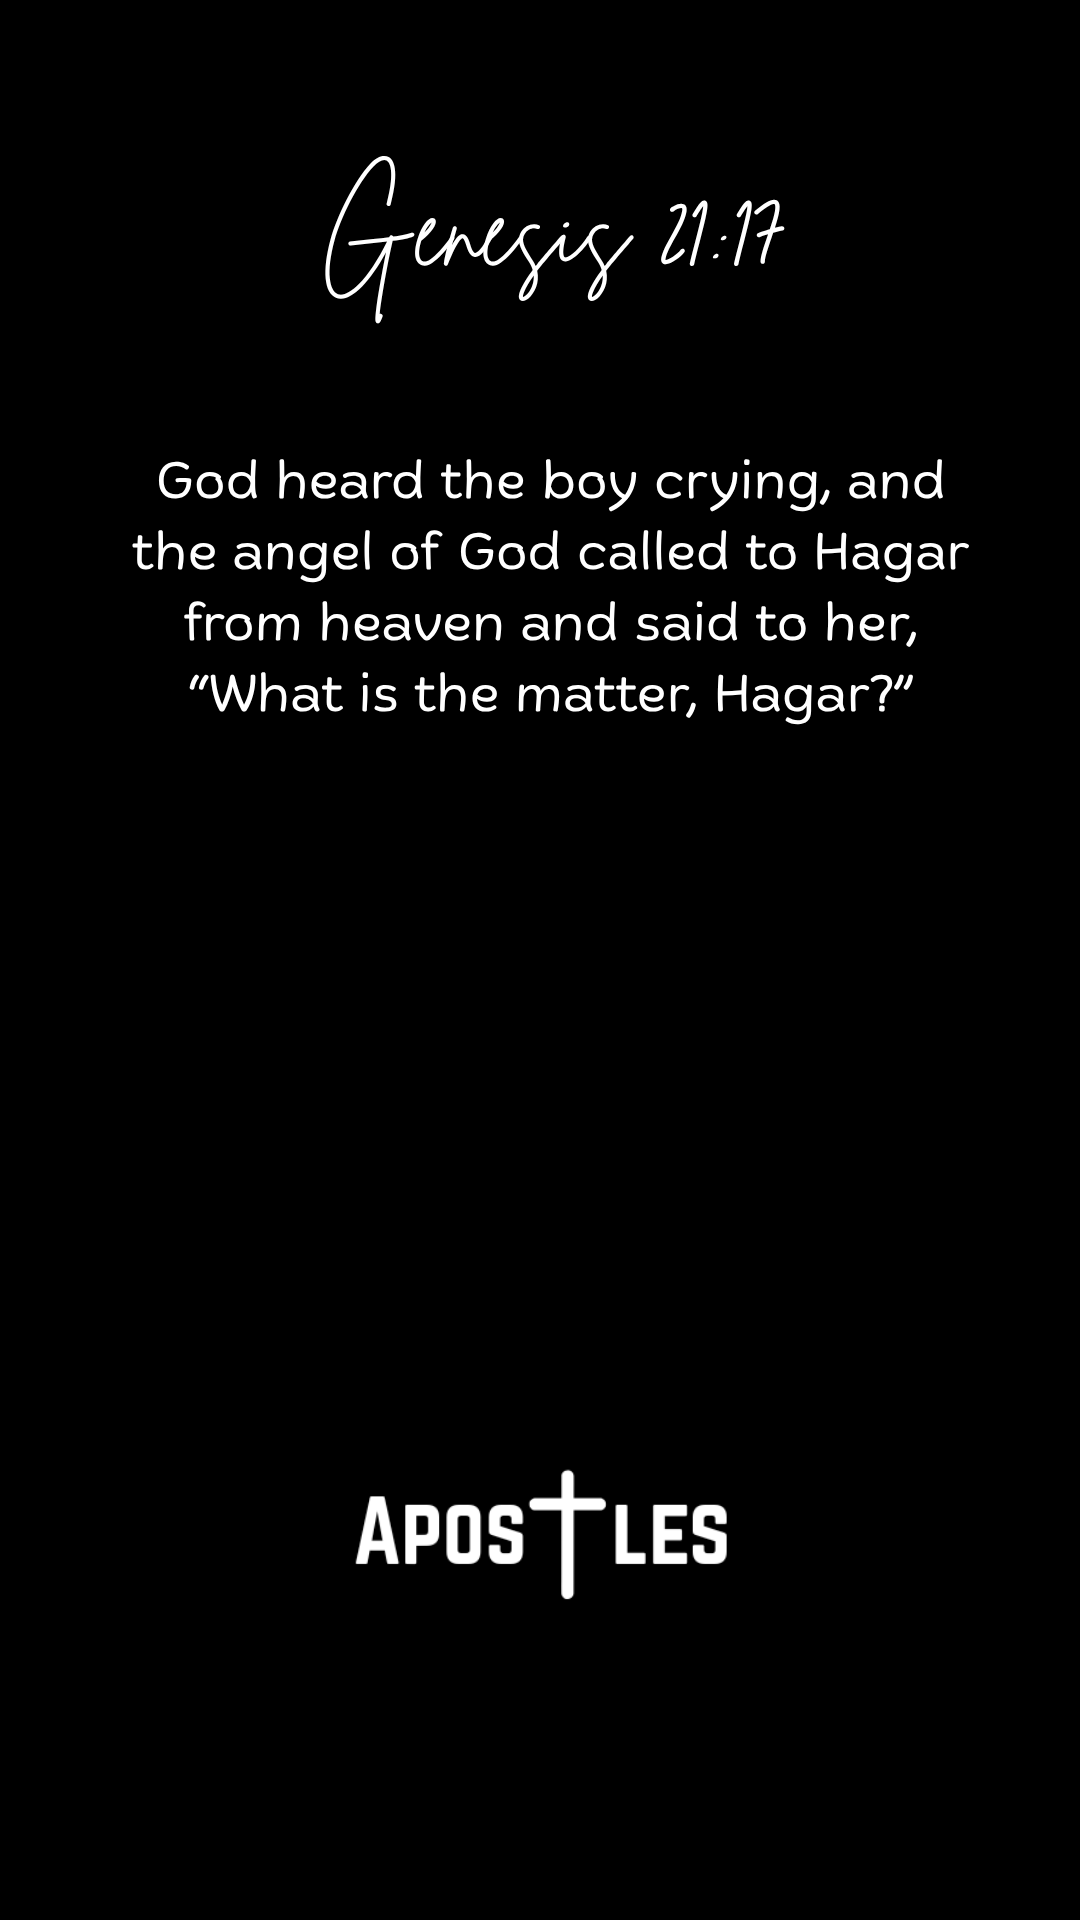 Genesis 21:17
God heard the boy crying, and
the angel of God called to Hagar
from heaven and said to her,
“What is the matter, Hagar?”
APOSTLES